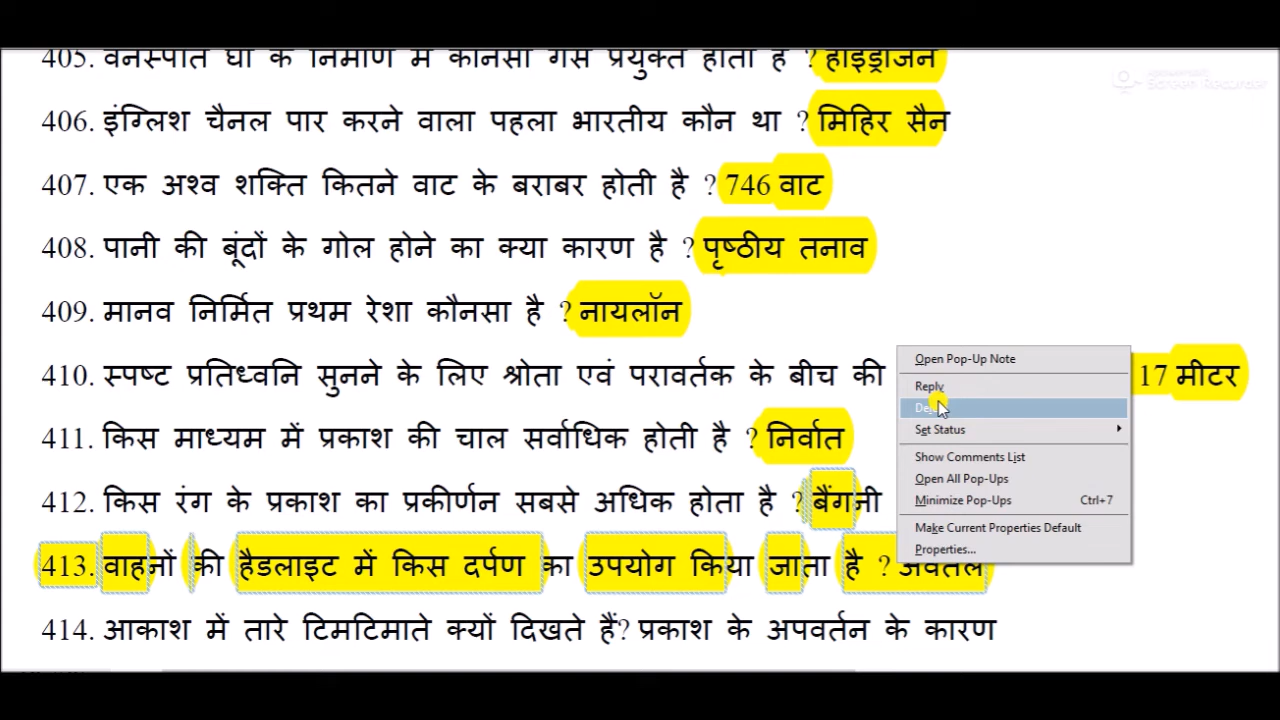 405. वनस्पति घी के निर्माण में कौनसी गैस प्रयुक्त होती है ? हाइड्रोजन
406. इंग्लिश चैनल पार करने वाला पहला भारतीय कौन था ? मिहिर सैन
407. एक अश्व शक्ति कितने वाट के बराबर होती है ? 746 वाट
408. पानी की बूंदों के गोल होने का क्या कारण है ? पृष्ठीय तनाव
409. मानव निर्मित प्रथम रेशा कौनसा है ? नायलॉन
410. स्पष्ट प्रतिध्वनि सुनने के लिए श्रोता एवं परावर्तक के बीच की 17 मीटर
411. किस माध्यम में प्रकाश की चाल सर्वाधिक होती है ? निर्वात
412. किस रंग के प्रकाश का प्रकीर्णन सबसे अधिक होता है ? बैंगनी
413. वाहनों की हैडलाइट में किस दर्पण का उपयोग किया जाता है ? अवतल
414. आकाश में तारे टिमटिमाते क्यों दिखते हैं? प्रकाश के अपवर्तन के कारण
Open Pop-Up Note
Reply
Set Status
Show Comments List
Open All Pop-Ups
Minimize Pop-Ups Ctrl+7
Make Current Properties Default
Properties...
Screen Recorder